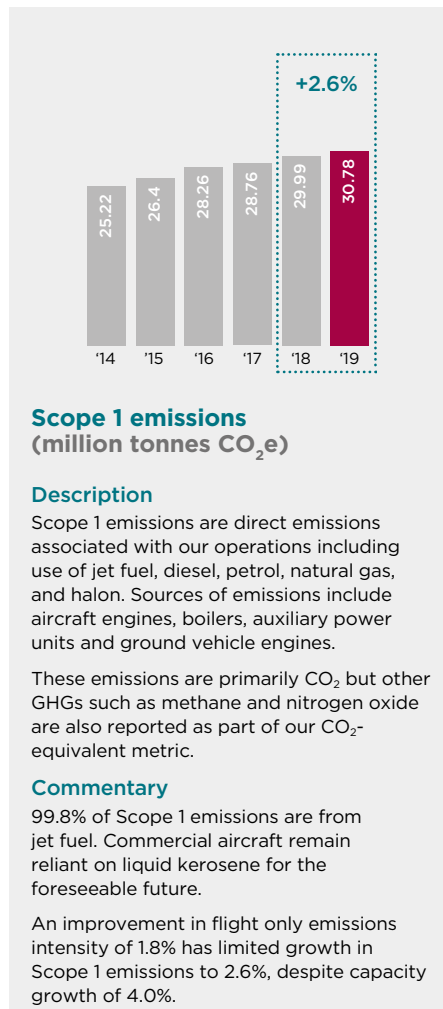 +2.6%
25.22
26.4
28.26
28.76
29.99
30.78
‘14
’15
‘16
‘17
‘18
‘19
Scope 1 emissions
(million tonnes CO₂e)
Description
Scope 1 emissions are direct emissions
associated with our operations including
use of jet fuel, diesel, petrol, natural gas,
and halon. Sources of emissions include
aircraft engines, boilers, auxiliary power
units and ground vehicle engines.
These emissions are primarily CO₂ but other
GHGs such as methane and nitrogen oxide
are also reported as part of our CO₂-
equivalent metric.
Commentary
99.8% of Scope 1 emissions are from
jet fuel. Commercial aircraft remain
reliant on liquid kerosene for the
foreseeable future.
An improvement in flight only emissions
intensity of 1.8% has limited growth in
Scope 1 emissions to 2.6%, despite capacity
growth of 4.0%.